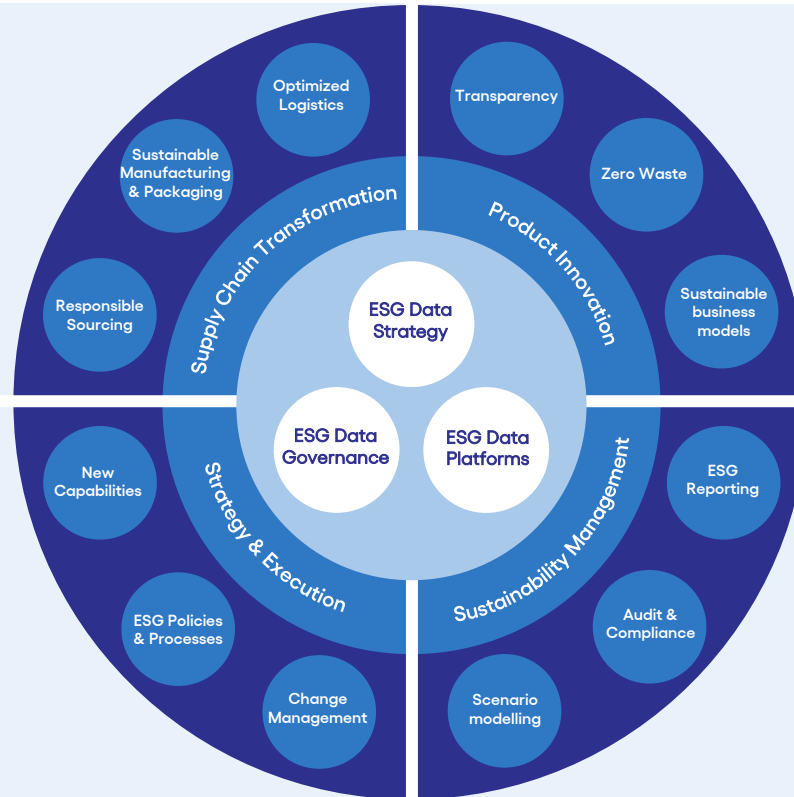 Optimized
Logistics
Sustainable
Manufacturing
& Packaging
Responsible
Sourcing
Supply Chain Transformation
Transparency
Zero Waste
Sustainable
business
models
Product Innovation
ESG Data
Strategy
ESG Data
Governance
ESG Data
Platforms
New
Capabilities
ESG Policies
& Processes
Change
Management
Strategy & Execution
ESG
Reporting
Audit &
Compliance
Scenario
modelling
Sustainability Management